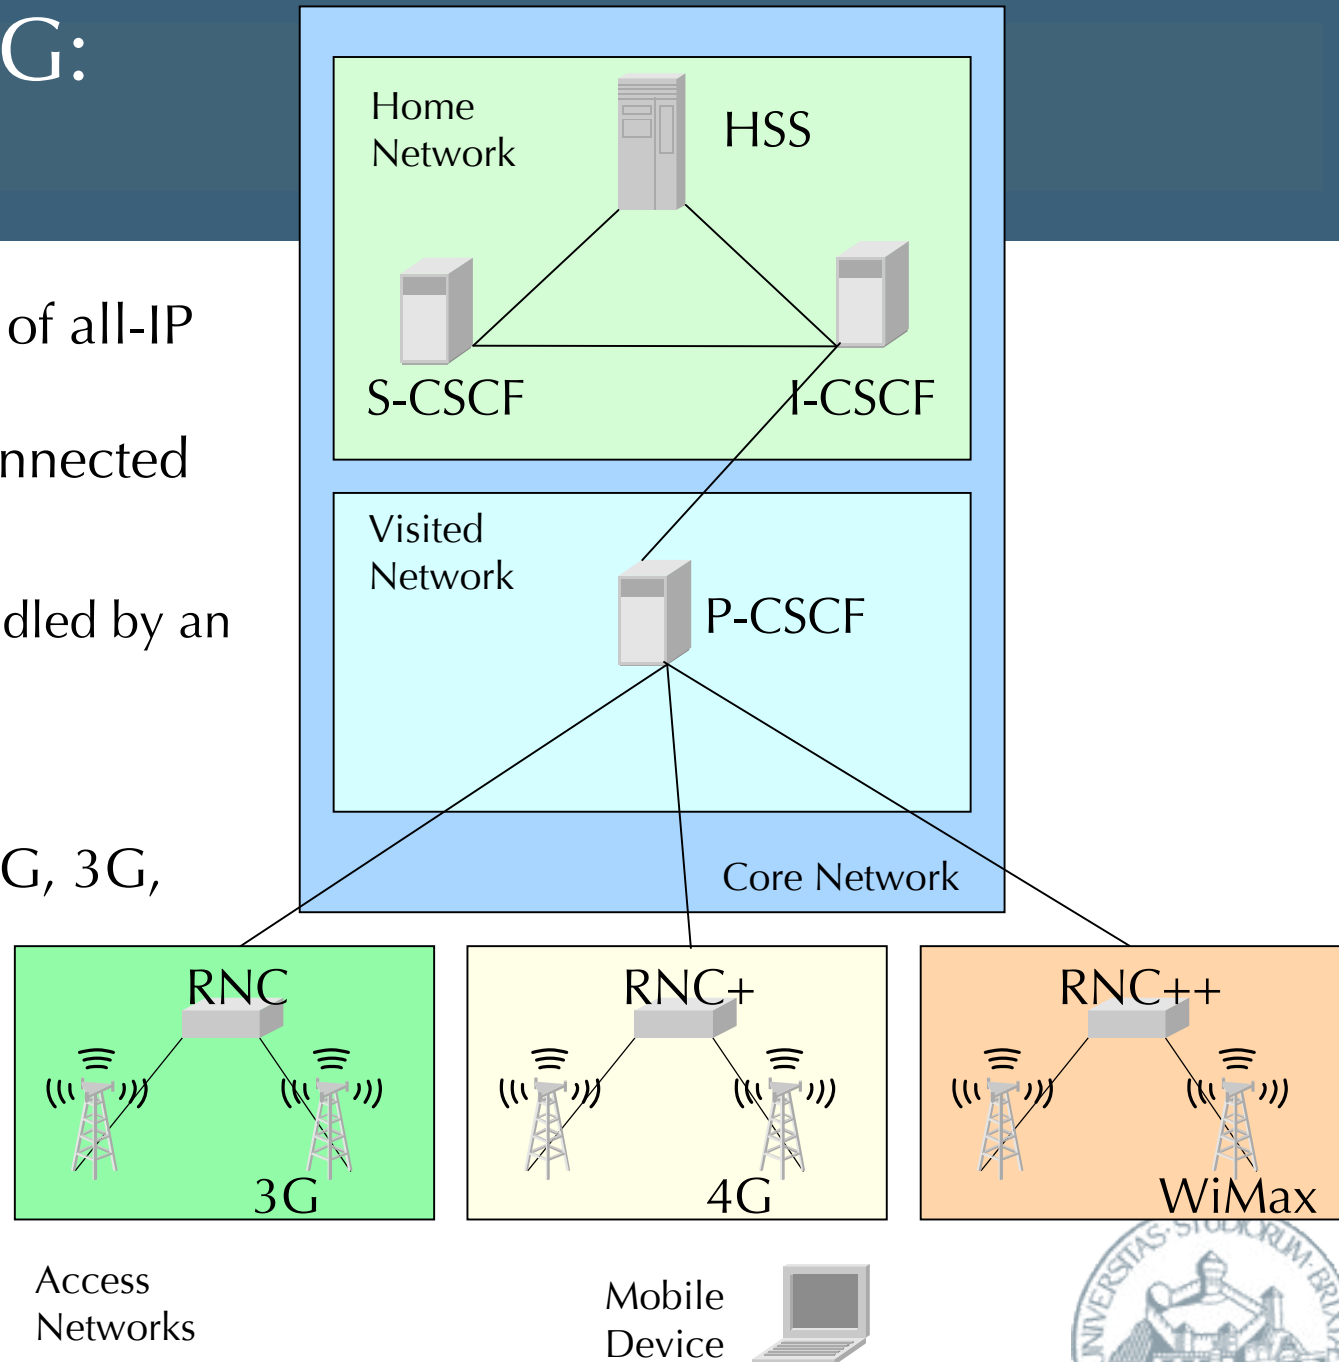 G:
of all-IP
nnected
dled by an
G, 3G,
Home
Network
HSS
S-CSCF
I-CSCF
Visited
Network
P-CSCF
Core Network
RNC
3G
RNC+
4G
RNC++
WiMax
Access
Networks
Mobile
Device